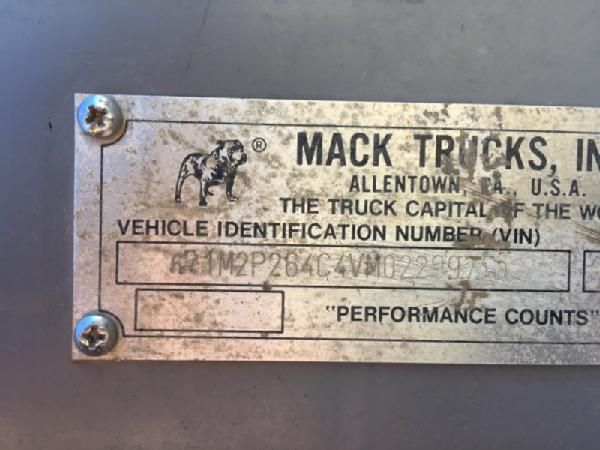 ®
MACK TRUCKS, IN
ALLENTOWN, PA., U.S.A.
THE TRUCK CAPITAL OF THE WO
VEHICLE IDENTIFICATION NUMBER (VIN)
"PERFORMANCE COUNTS"